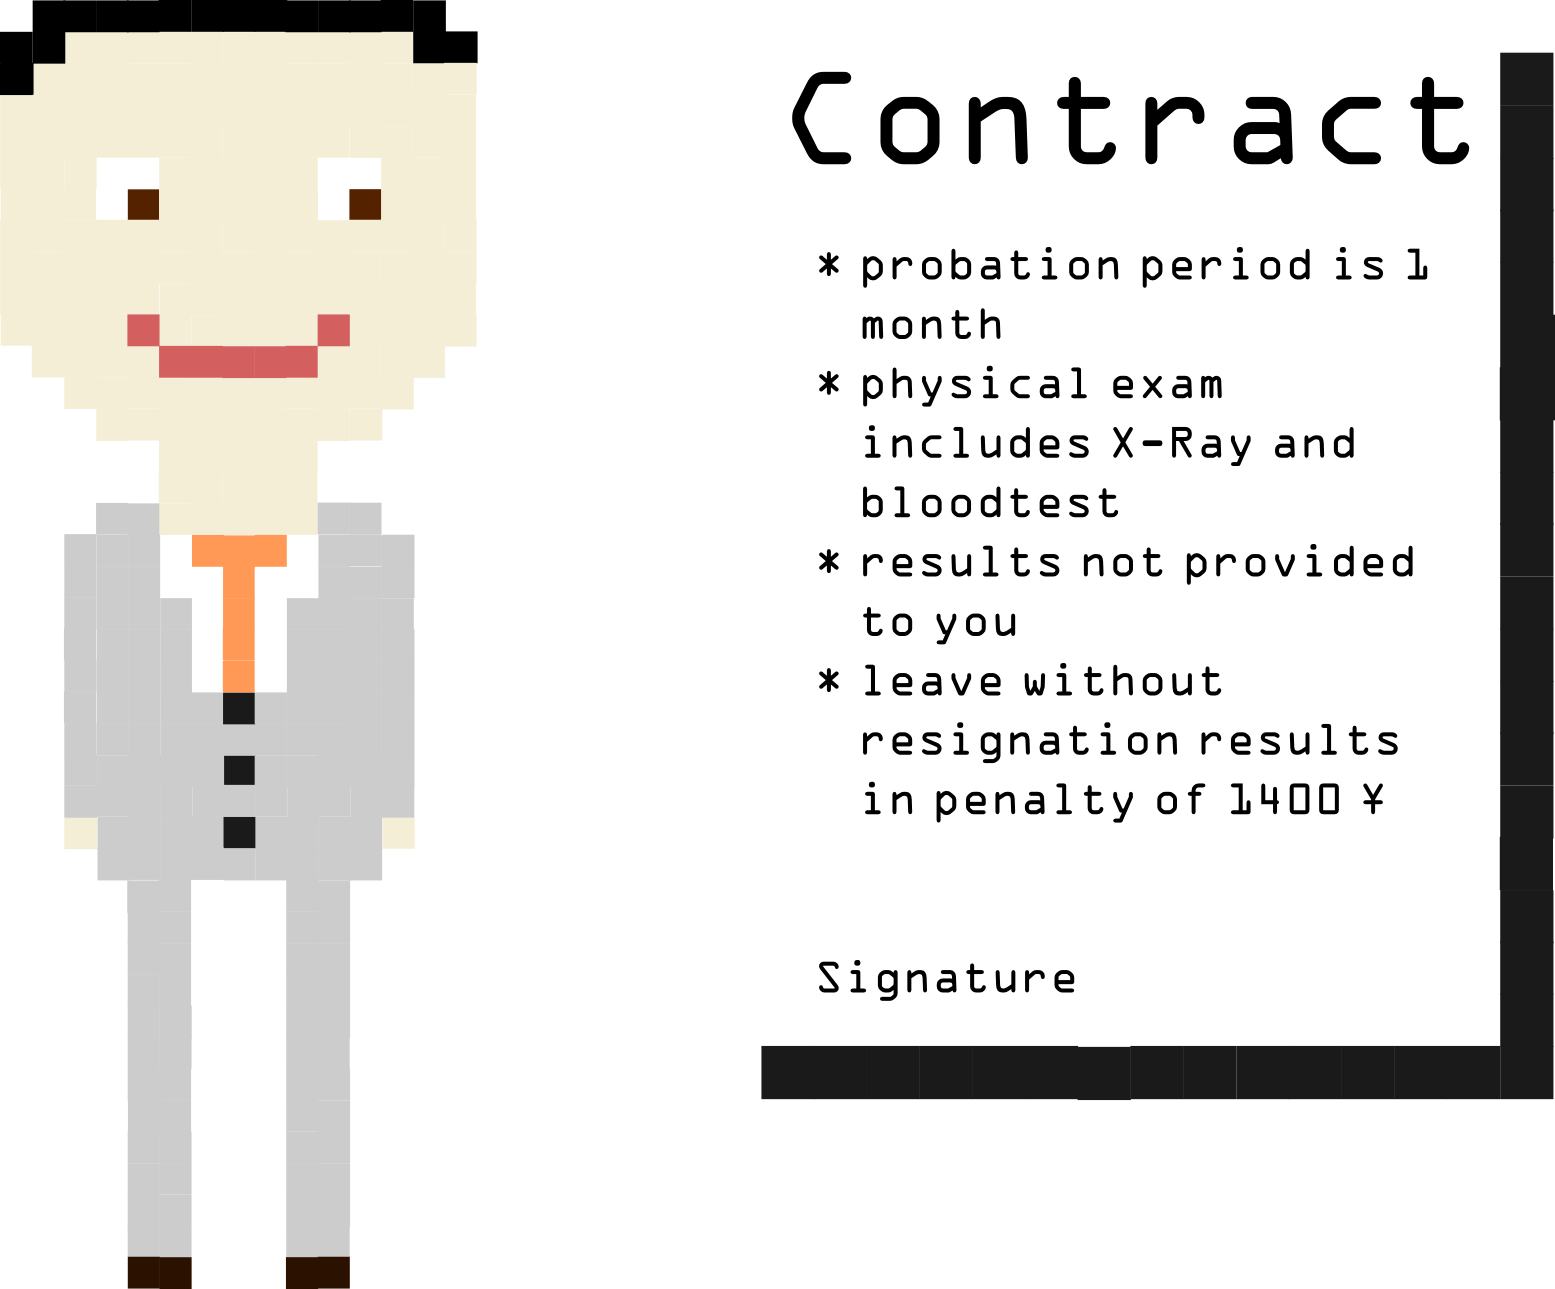 Contract
* probation period is 1
month
* physical exam
includes X-Ray and
bloodtest
* results not provided
to you
* leave without
resignation results
in penalty of 1400 ¥
Signature